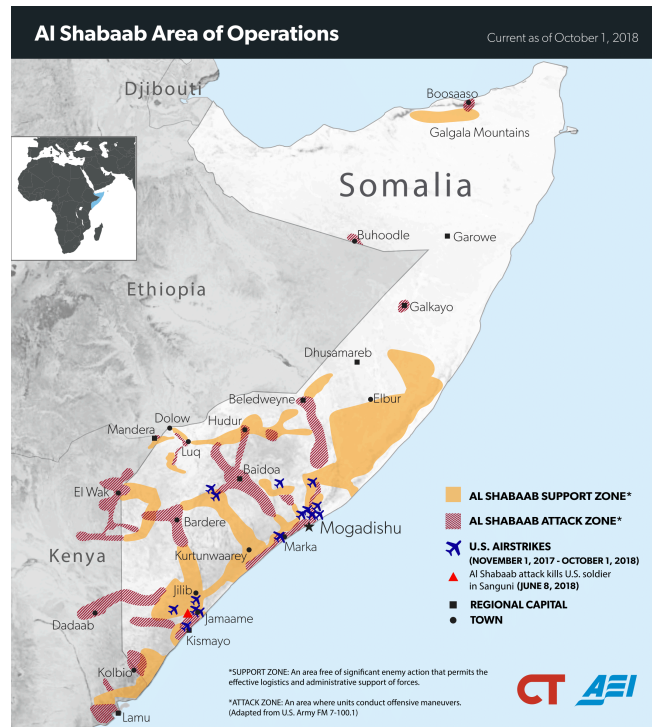 Al Shabaab Area of Operations
Current as of October 1, 2018
Djibouti
Boosaaso
Galgala Mountains
Somalia
Buhoodle
Garowe
Ethiopia
Galkayo
Dhusamareb
Beledweyne
Elbur
Dolow
Hudur
Mandera
Luq
Baidoa
El Wak
Bardere
Mogadishu
Marka
Kenya
Kurtunwaarey
Jilib
Jamaame
Dadaab
Kismayo
Kolbio
Lamu
AL SHABAAB SUPPORT ZONE*
AL SHABAAB ATTACK ZONE*
U.S. AIRSTRIKES
(NOVEMBER 1, 2017 - OCTOBER 1, 2018)
Al Shabaab attack kills U.S. soldier
in Sanguni (JUNE 8, 2018)
REGIONAL CAPITAL
TOWN
*SUPPORT ZONE: An area free of significant enemy action that permits the
effective logistics and administrative support of forces.
*ATTACK ZONE: An area where units conduct offensive maneuvers.
(Adapted from U.S. Army FM 7-100.1)
CT AEI